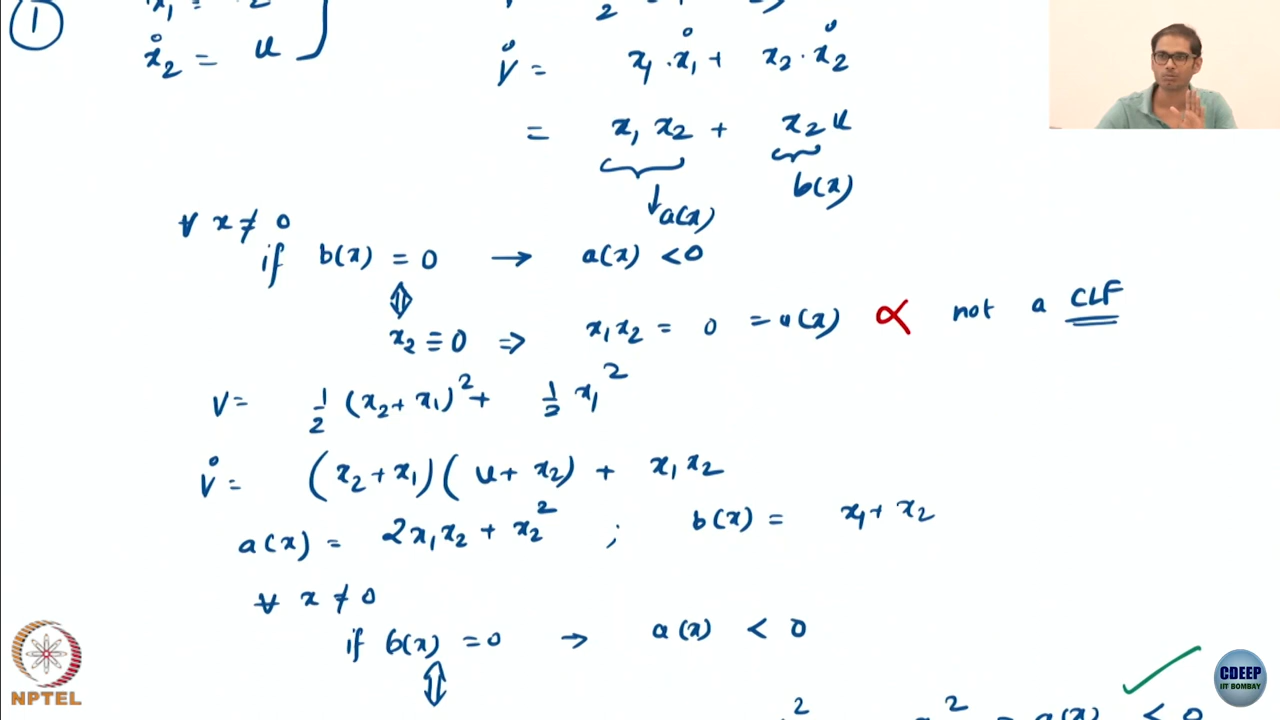 ①
ẋ₂ = u
V̇ = x₁·ẋ₁ + x₂·ẋ₂
= x₁x₂ + x₂u
b(x)
↓a(x)
∀ x ≠ 0
if b(x) = 0 → a(x) < 0
⇕
x₂ ≡ 0 ⇒ x₁x₂ = 0 = a(x) ∝ not a CLF
V = 1/2 (x₂ + x₁)² + 1/2 x₁²
V̇ = (x₂ + x₁)(u + x₂) + x₁x₂
a(x) = 2x₁x₂ + x₂² ; b(x) = x₁ + x₂
∀ x ≠ 0
if b(x) = 0 → a(x) < 0
⇕
NPTEL
CDEEP
IIT BOMBAY